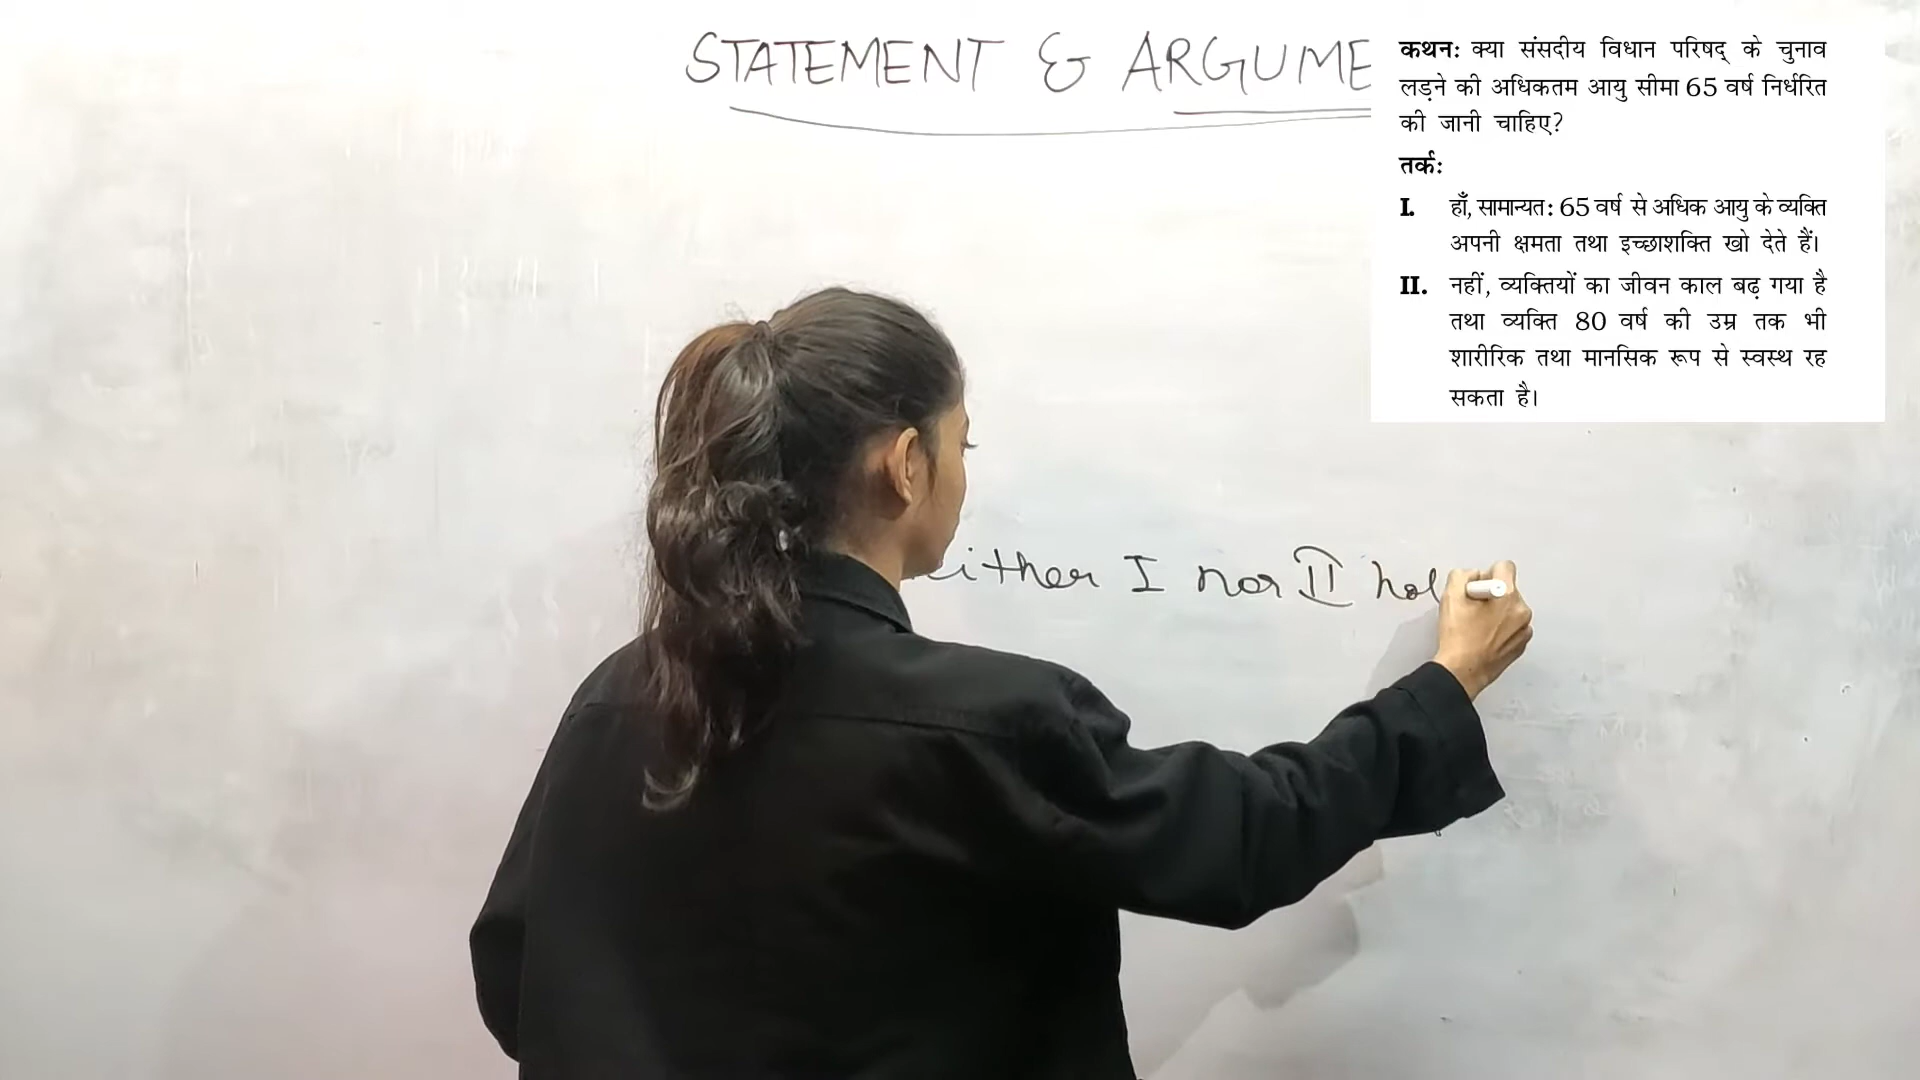 STATEMENT & ARGUME
कथन: क्या संसदीय विधान परिषद् के चुनाव
लड़ने की अधिकतम आयु सीमा 65 वर्ष निर्धरित
की जानी चाहिए?
तर्क:
I. हाँ, सामान्यत: 65 वर्ष से अधिक आयु के व्यक्ति
अपनी क्षमता तथा इच्छाशक्ति खो देते हैं।
II. नहीं, व्यक्तियों का जीवन काल बढ़ गया है
तथा व्यक्ति 80 वर्ष की उम्र तक भी
शारीरिक तथा मानसिक रूप से स्वस्थ रह
सकता है।
either I nor II hol